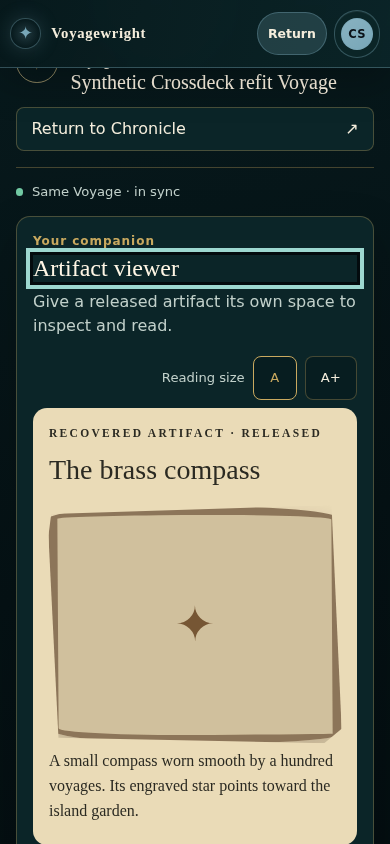 Voyagewright
Return
CS
Synthetic Crossdeck refit Voyage
Return to Chronicle ↗
Same Voyage · in sync
Your companion
Artifact viewer
Give a released artifact its own space to
inspect and read.
Reading size
A
A+
RECOVERED ARTIFACT · RELEASED
The brass compass
A small compass worn smooth by a hundred
voyages. Its engraved star points toward the
island garden.